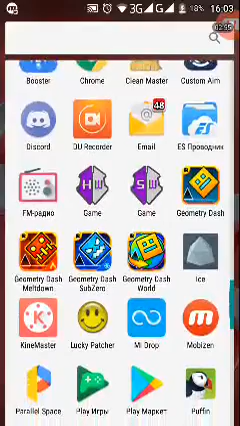 3G G 18% 16:03
02:55
Booster Chrome Clean Master Custom Aim
48
Discord DU Recorder Email ES Проводник
FM-радио Game Game Geometry Dash
Geometry Dash Meltdown Geometry Dash SubZero Geometry Dash World Ice
KineMaster Lucky Patcher Mi Drop Mobizen
Parallel Space Play Игры Play Маркет Puffin